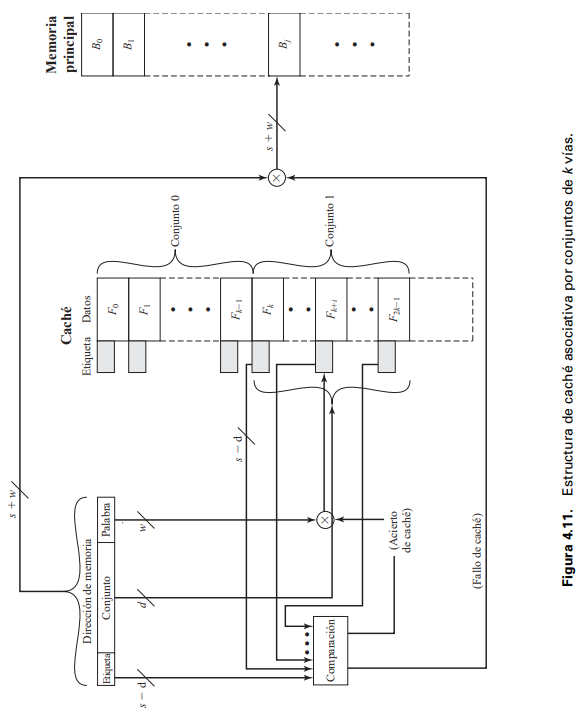 s + w
Dirección de memoria
Etiqueta
Conjunto
Palabra
s − d
d
w
Comparación
(Acierto
de caché)
(Fallo de caché)
s − d
Caché
Etiqueta
Datos
F0
F1
Fk−1
Fk
Fk+i
F2k−1
Conjunto 0
Conjunto 1
s + w
Memoria
principal
B0
B1
Bj
Figura 4.11. Estructura de caché asociativa por conjuntos de k vías.